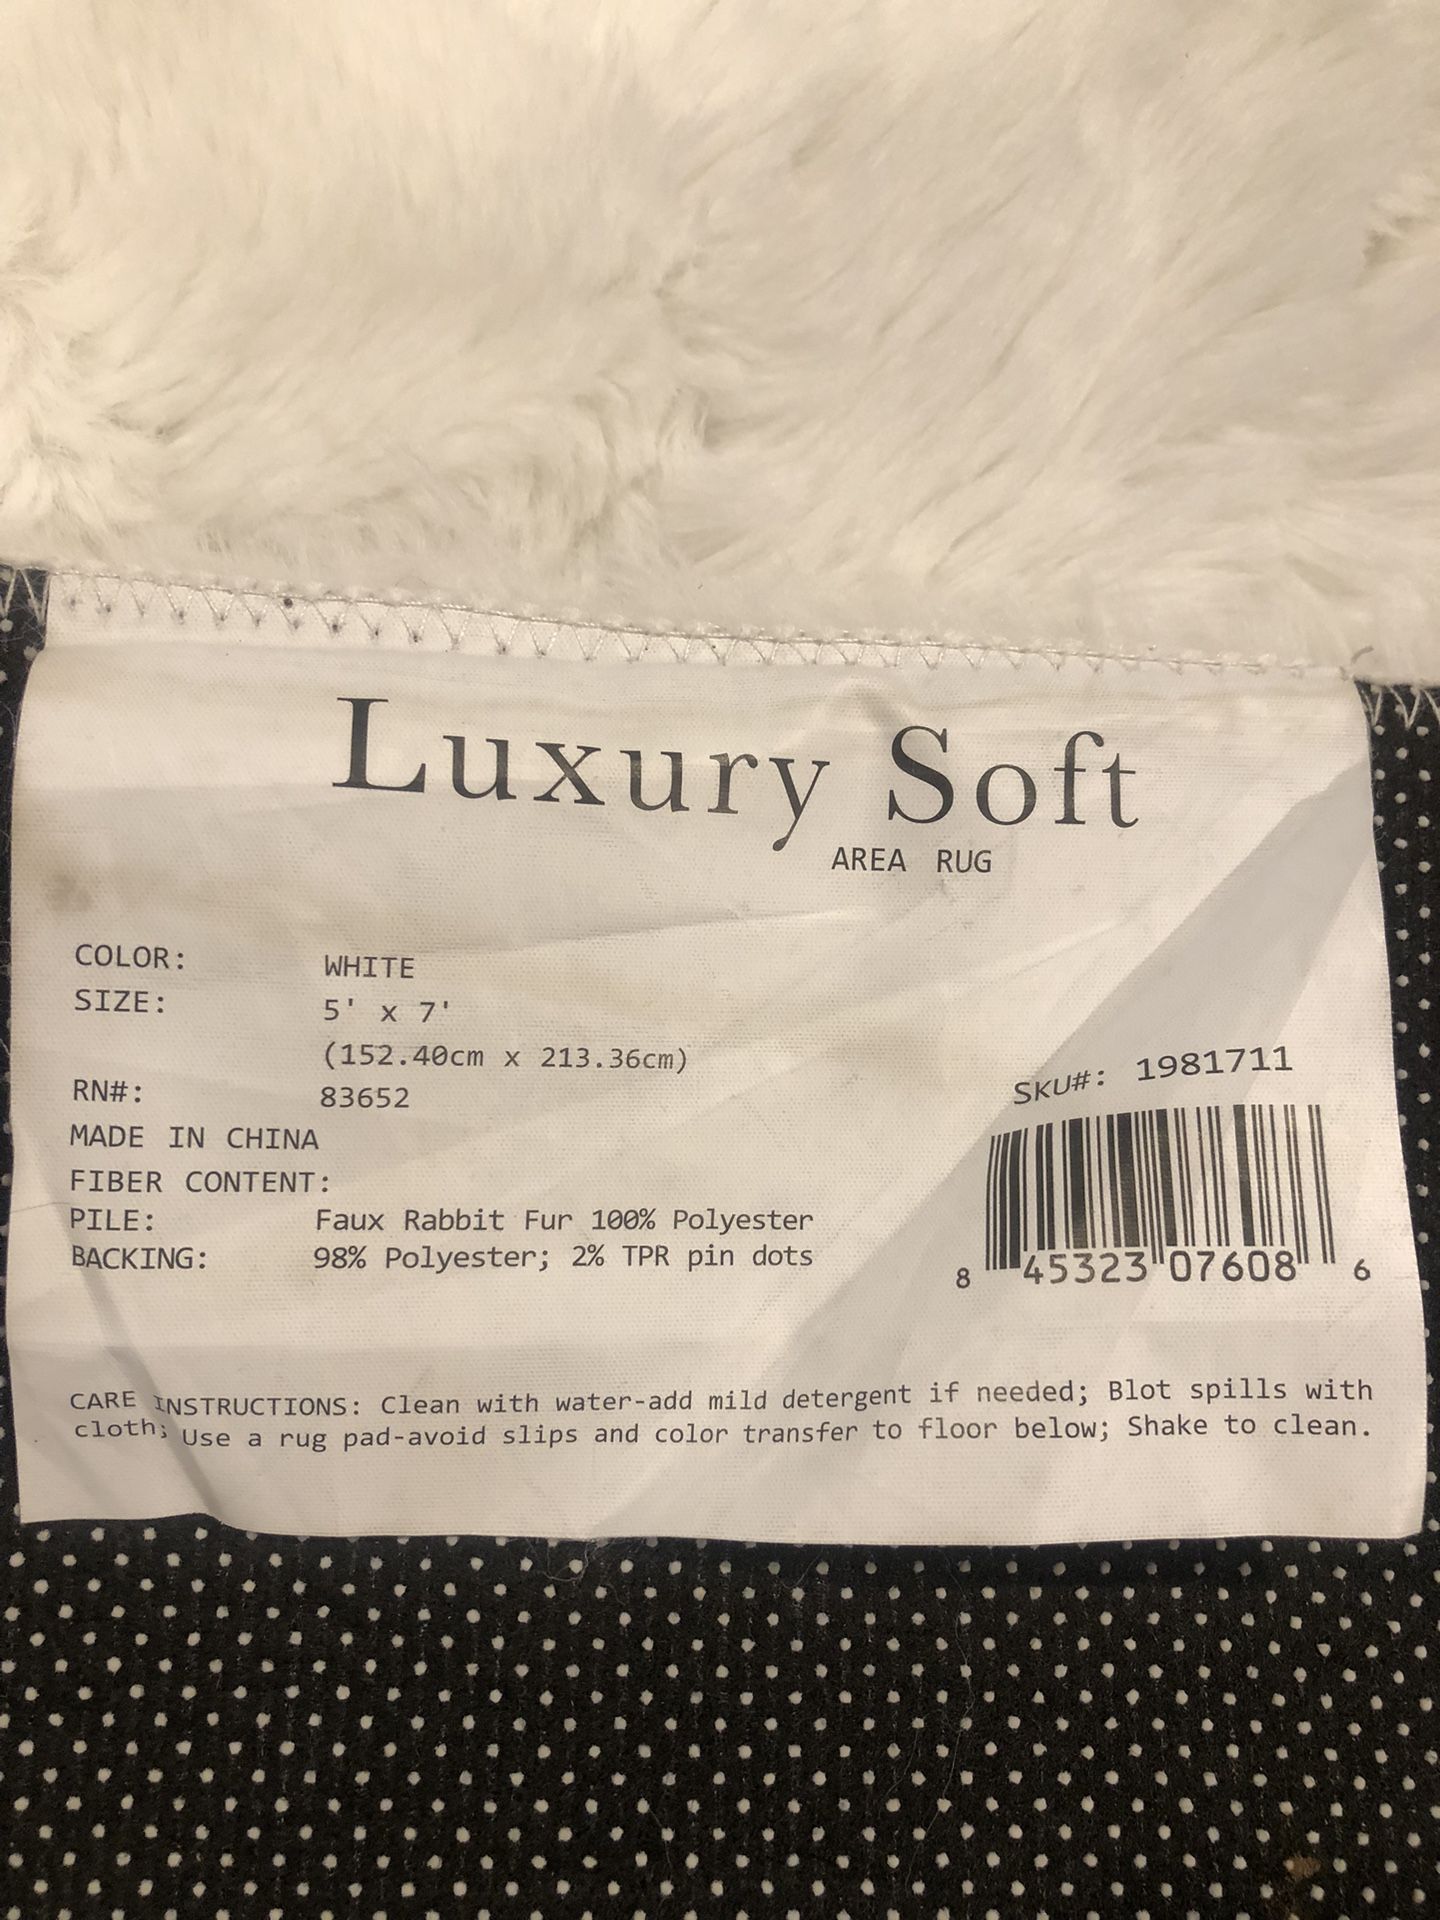 Luxury Soft
AREA RUG
COLOR: WHITE
SIZE: 5' x 7'
(152.40cm x 213.36cm)
RN#: 83652
MADE IN CHINA
FIBER CONTENT:
PILE: Faux Rabbit Fur 100% Polyester
BACKING: 98% Polyester; 2% TPR pin dots
SKU#: 1981711
8 45323 07608 6
CARE INSTRUCTIONS: Clean with water-add mild detergent if needed; Blot spills with
cloth; Use a rug pad-avoid slips and color transfer to floor below; Shake to clean.